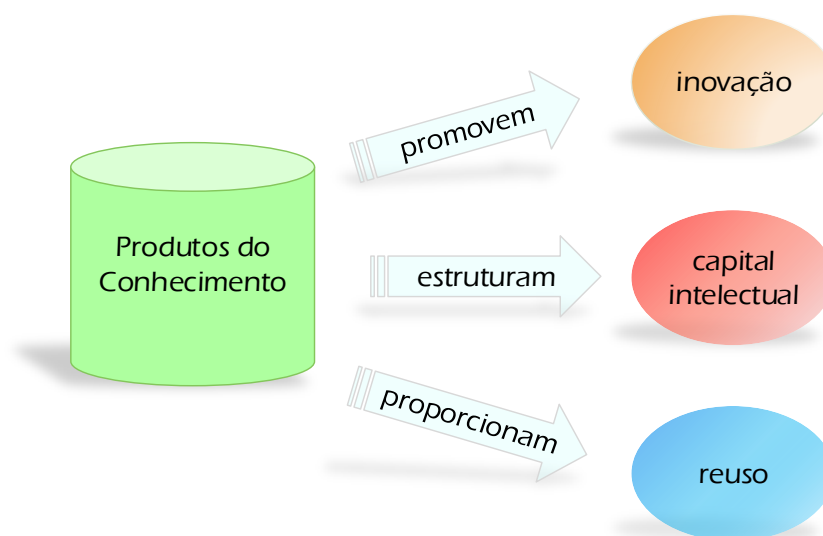 inovação
promovem
Produtos do
Conhecimento
estruturam
capital
intelectual
proporcionam
reuso